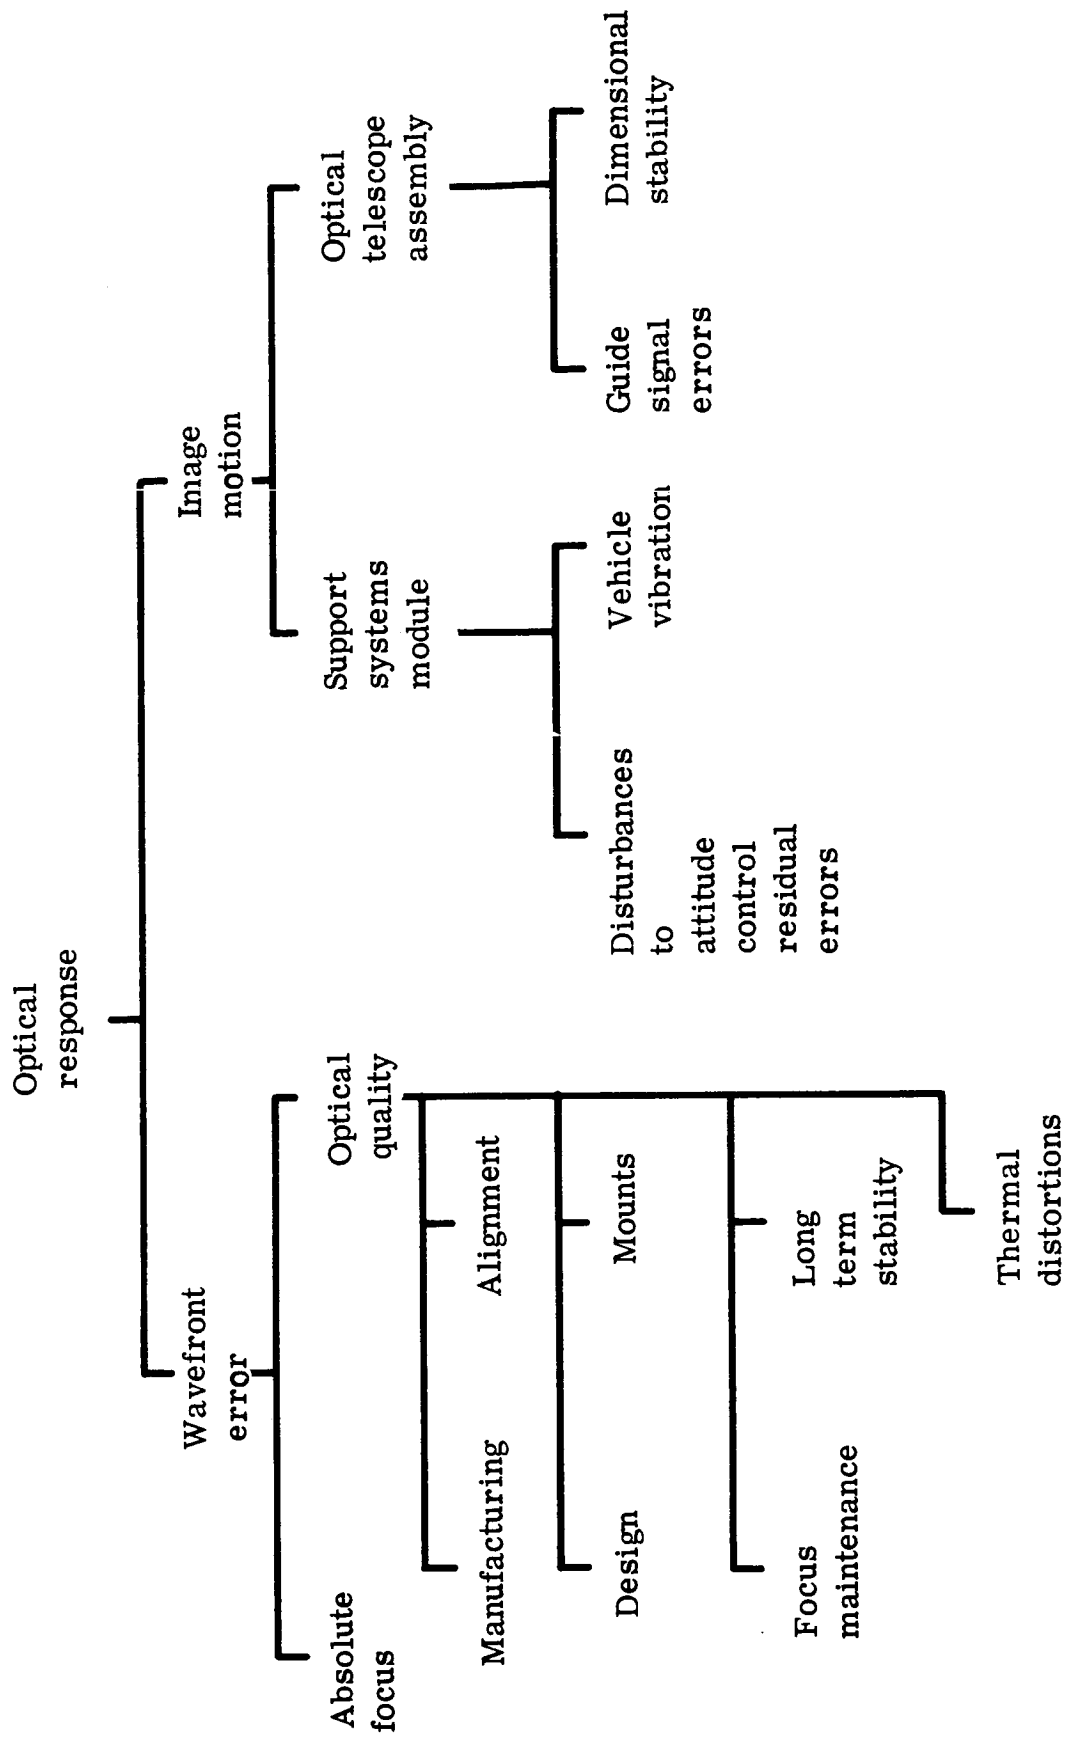 Optical
response
Wavefront
error
Image
motion
Absolute
focus
Optical
quality
Support
systems
module
Optical
telescope
assembly
Manufacturing
Alignment
Design
Mounts
Focus
maintenance
Long
term
stability
Thermal
distortions
Disturbances
to
attitude
control
residual
errors
Vehicle
vibration
Guide
signal
errors
Dimensional
stability